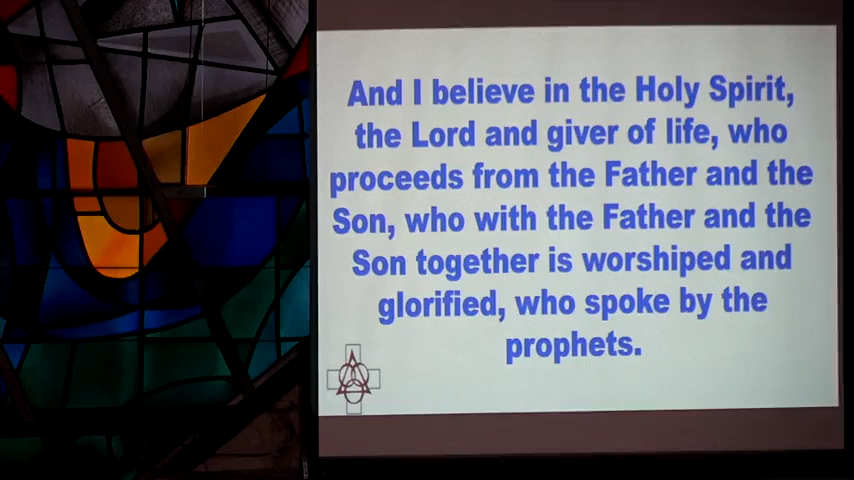 And I believe in the Holy Spirit,
the Lord and giver of life, who
proceeds from the Father and the
Son, who with the Father and the
Son together is worshiped and
glorified, who spoke by the
prophets.